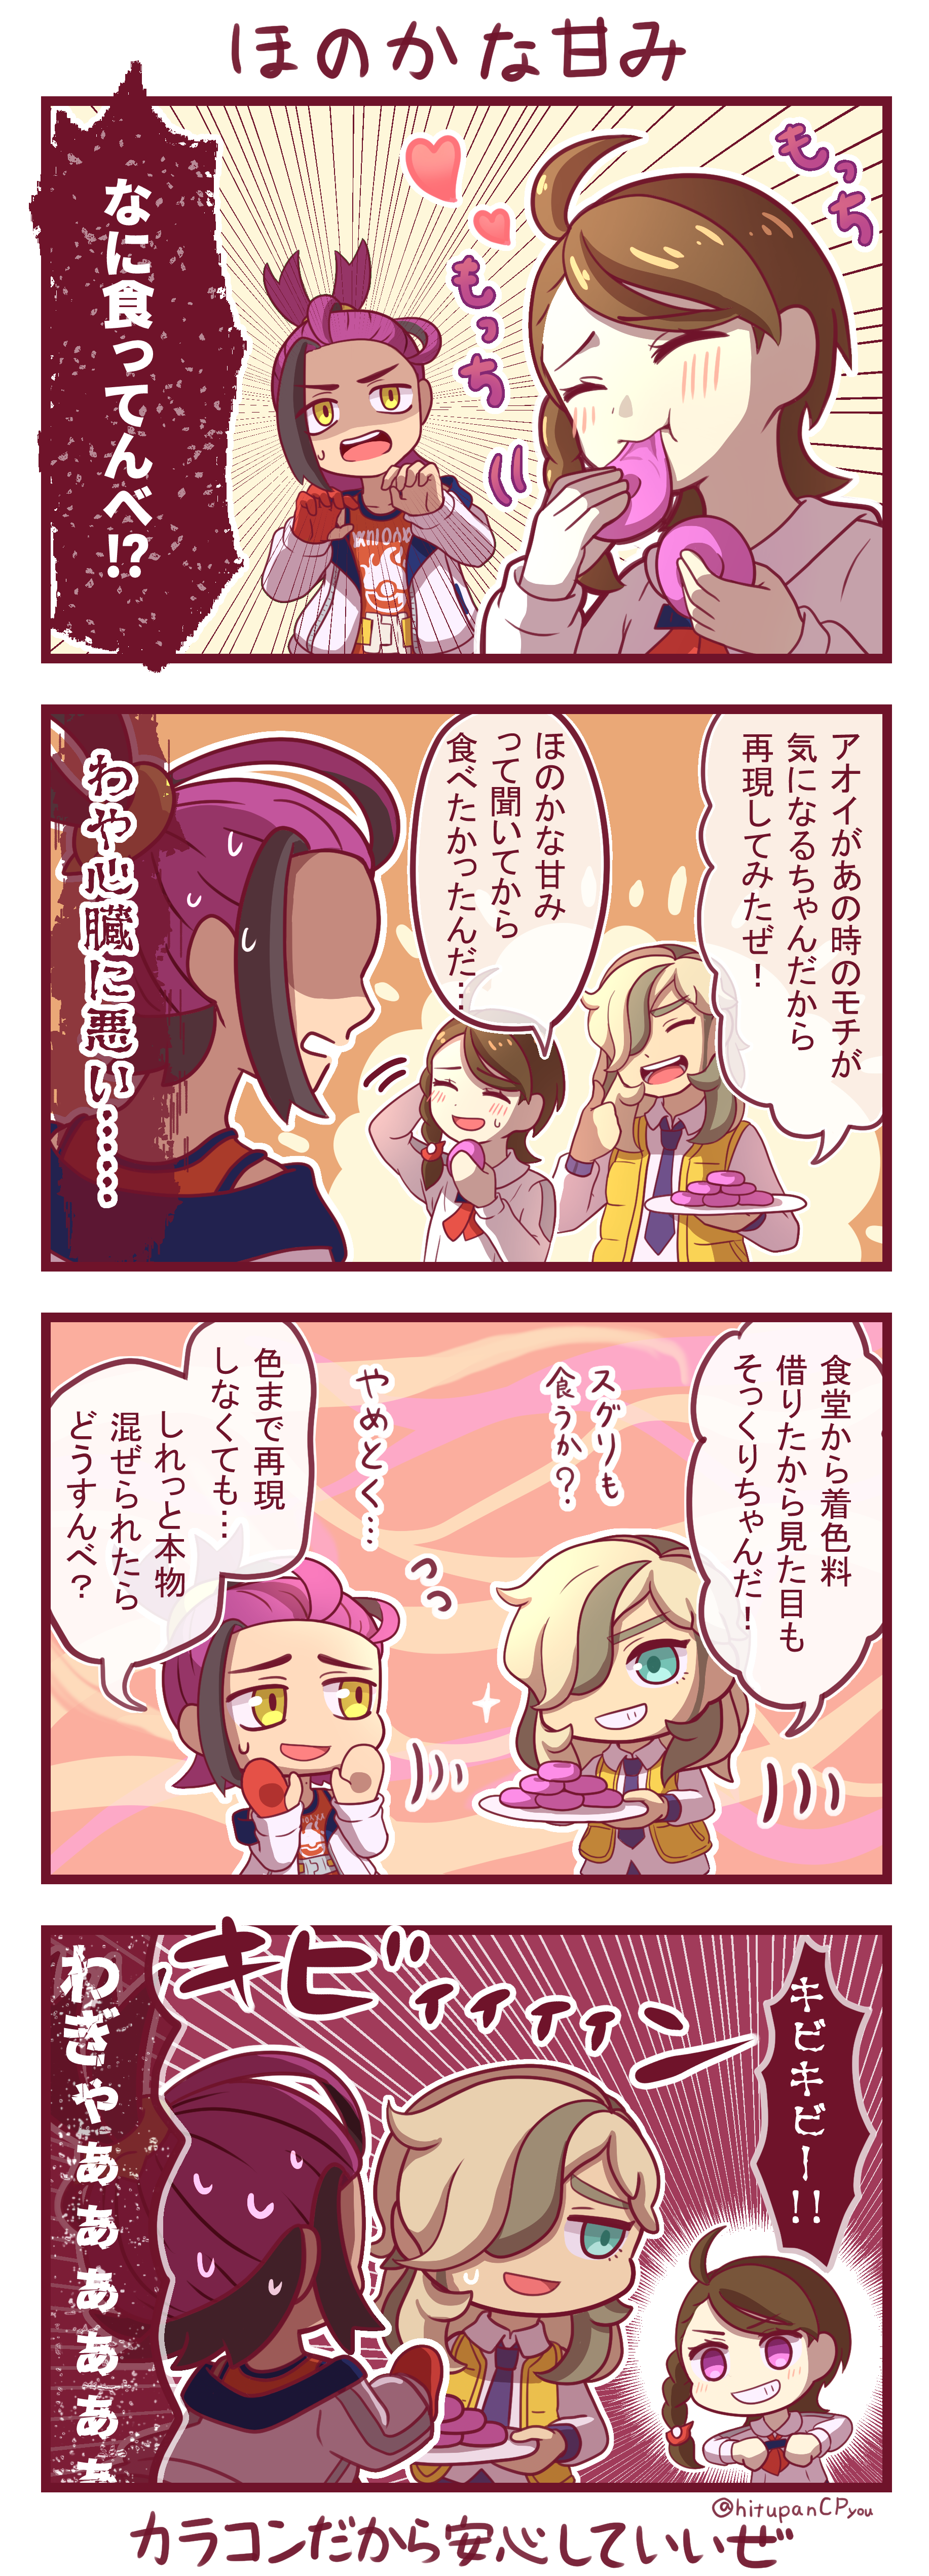 ほのかな甘み
もっち
もっち
なに食ってんべ!?
アオイがあの時のモチが
気になるちゃんだから
再現してみたぜ！
ほのかな甘み
って聞いてから
食べたかったんだ…
わや心臓に悪い……
食堂から着色料
借りたから見た目も
そっくりちゃんだ！
スグリも
食うか？
やめとく…
色まで再現
しなくても…
しれっと本物
混ぜられたら
どうすんべ？
キビキビー!!
キビィィィィンー
わぎゃあああああ
@hitupanCPyou
カラコンだから安心していいぜ